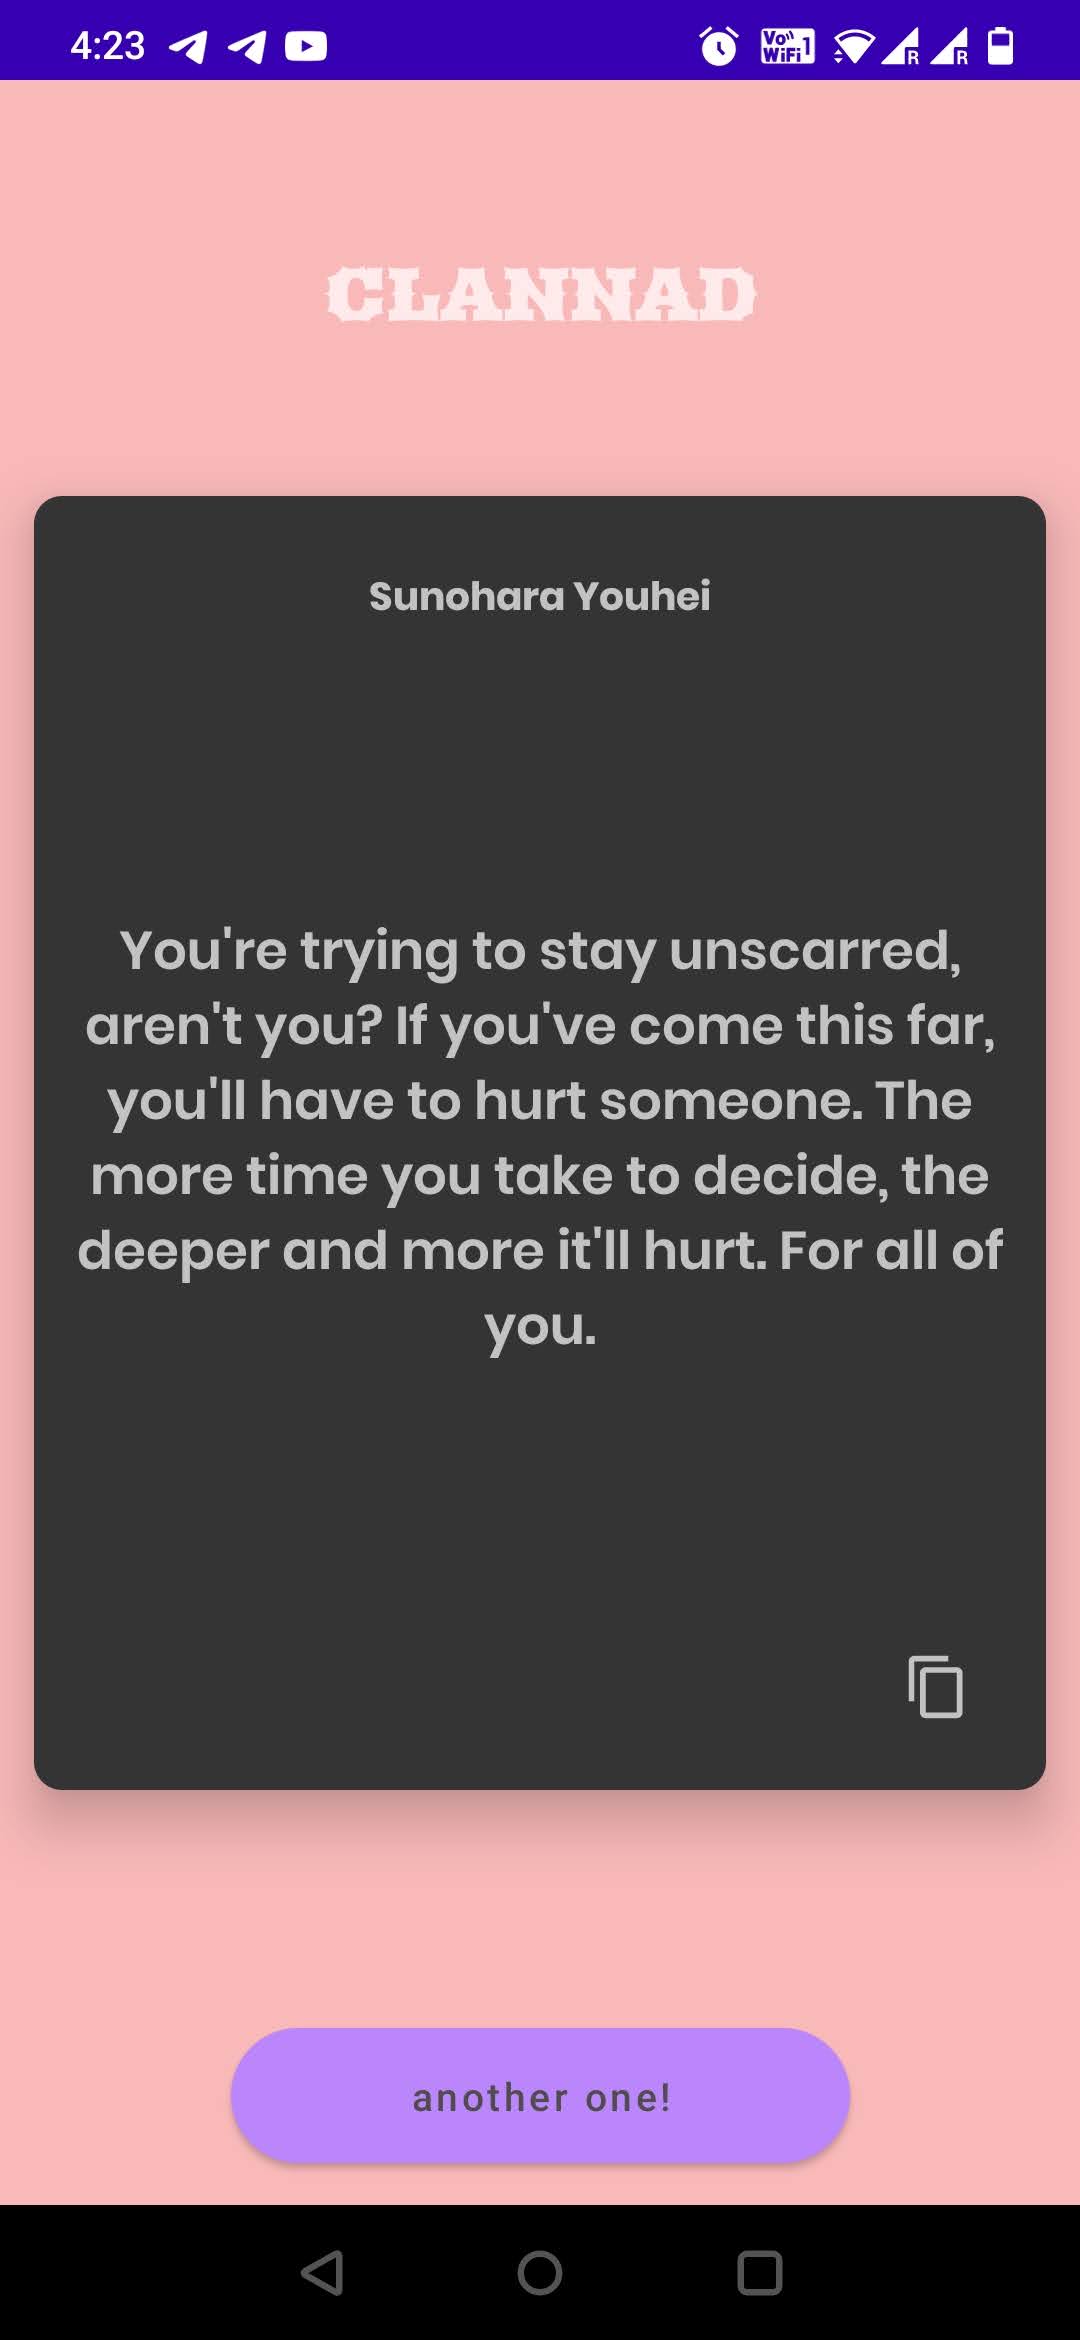 4:23
Vo WiFi 1
R R
CLANNAD
Sunohara Youhei
You're trying to stay unscarred,
aren't you? If you've come this far,
you'll have to hurt someone. The
more time you take to decide, the
deeper and more it'll hurt. For all of
you.
another one!